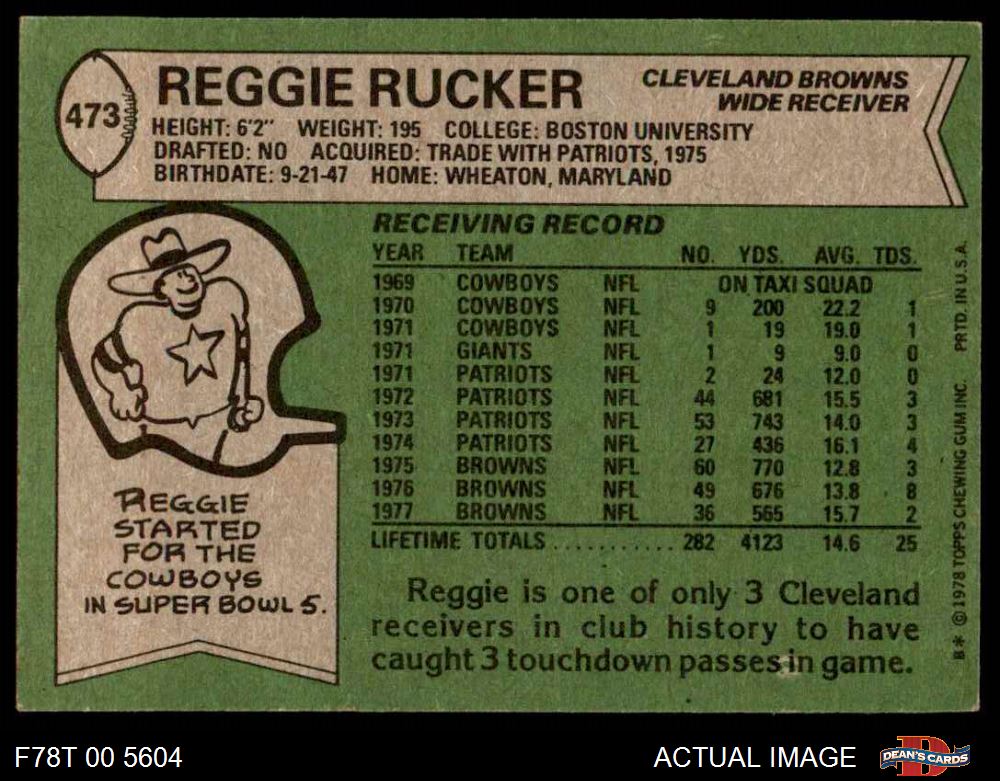 473
REGGIE RUCKER
CLEVELAND BROWNS
WIDE RECEIVER
HEIGHT: 6'2" WEIGHT: 195 COLLEGE: BOSTON UNIVERSITY
DRAFTED: NO ACQUIRED: TRADE WITH PATRIOTS, 1975
BIRTHDATE: 9-21-47 HOME: WHEATON, MARYLAND
RECEIVING RECORD
YEAR TEAM NO. YDS. AVG. TDS.
1969 COWBOYS NFL ON TAXI SQUAD
1970 COWBOYS NFL 9 200 22.2 1
1971 COWBOYS NFL 1 19 19.0 1
1971 GIANTS NFL 1 9 9.0 0
1971 PATRIOTS NFL 2 24 12.0 0
1972 PATRIOTS NFL 44 681 15.5 3
1973 PATRIOTS NFL 53 743 14.0 3
1974 PATRIOTS NFL 27 436 16.1 4
1975 BROWNS NFL 60 770 12.8 3
1976 BROWNS NFL 49 676 13.8 8
1977 BROWNS NFL 36 565 15.7 2
LIFETIME TOTALS ........... 282 4123 14.6 25
REGGIE
STARTED
FOR THE
COWBOYS
IN SUPER BOWL 5.
Reggie is one of only 3 Cleveland
receivers in club history to have
caught 3 touchdown passes in game.
B* © 1978 TOPPS CHEWING GUM INC. PRTD. IN U.S.A.
F78T 00 5604
ACTUAL IMAGE
D
DEAN'S CARDS